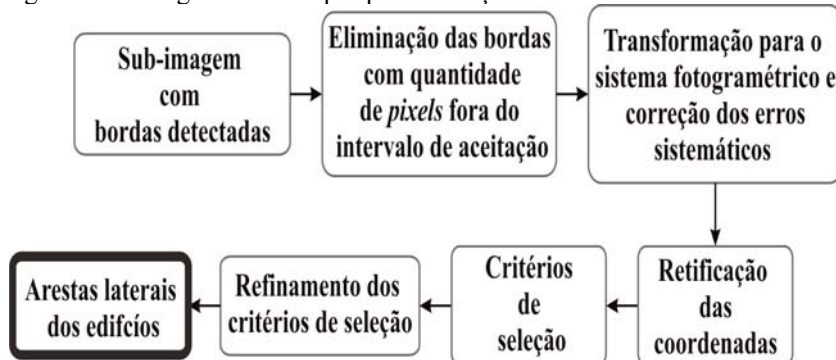 Sub-imagem
com
bordas detectadas
Eliminação das bordas
com quantidade
de pixels fora do
intervalo de aceitação
Transformação para o
sistema fotogramétrico e
correção dos erros
sistemáticos
Retificação
das
coordenadas
Critérios
de
seleção
Refinamento dos
critérios de seleção
Arestas laterais
dos edifcíos